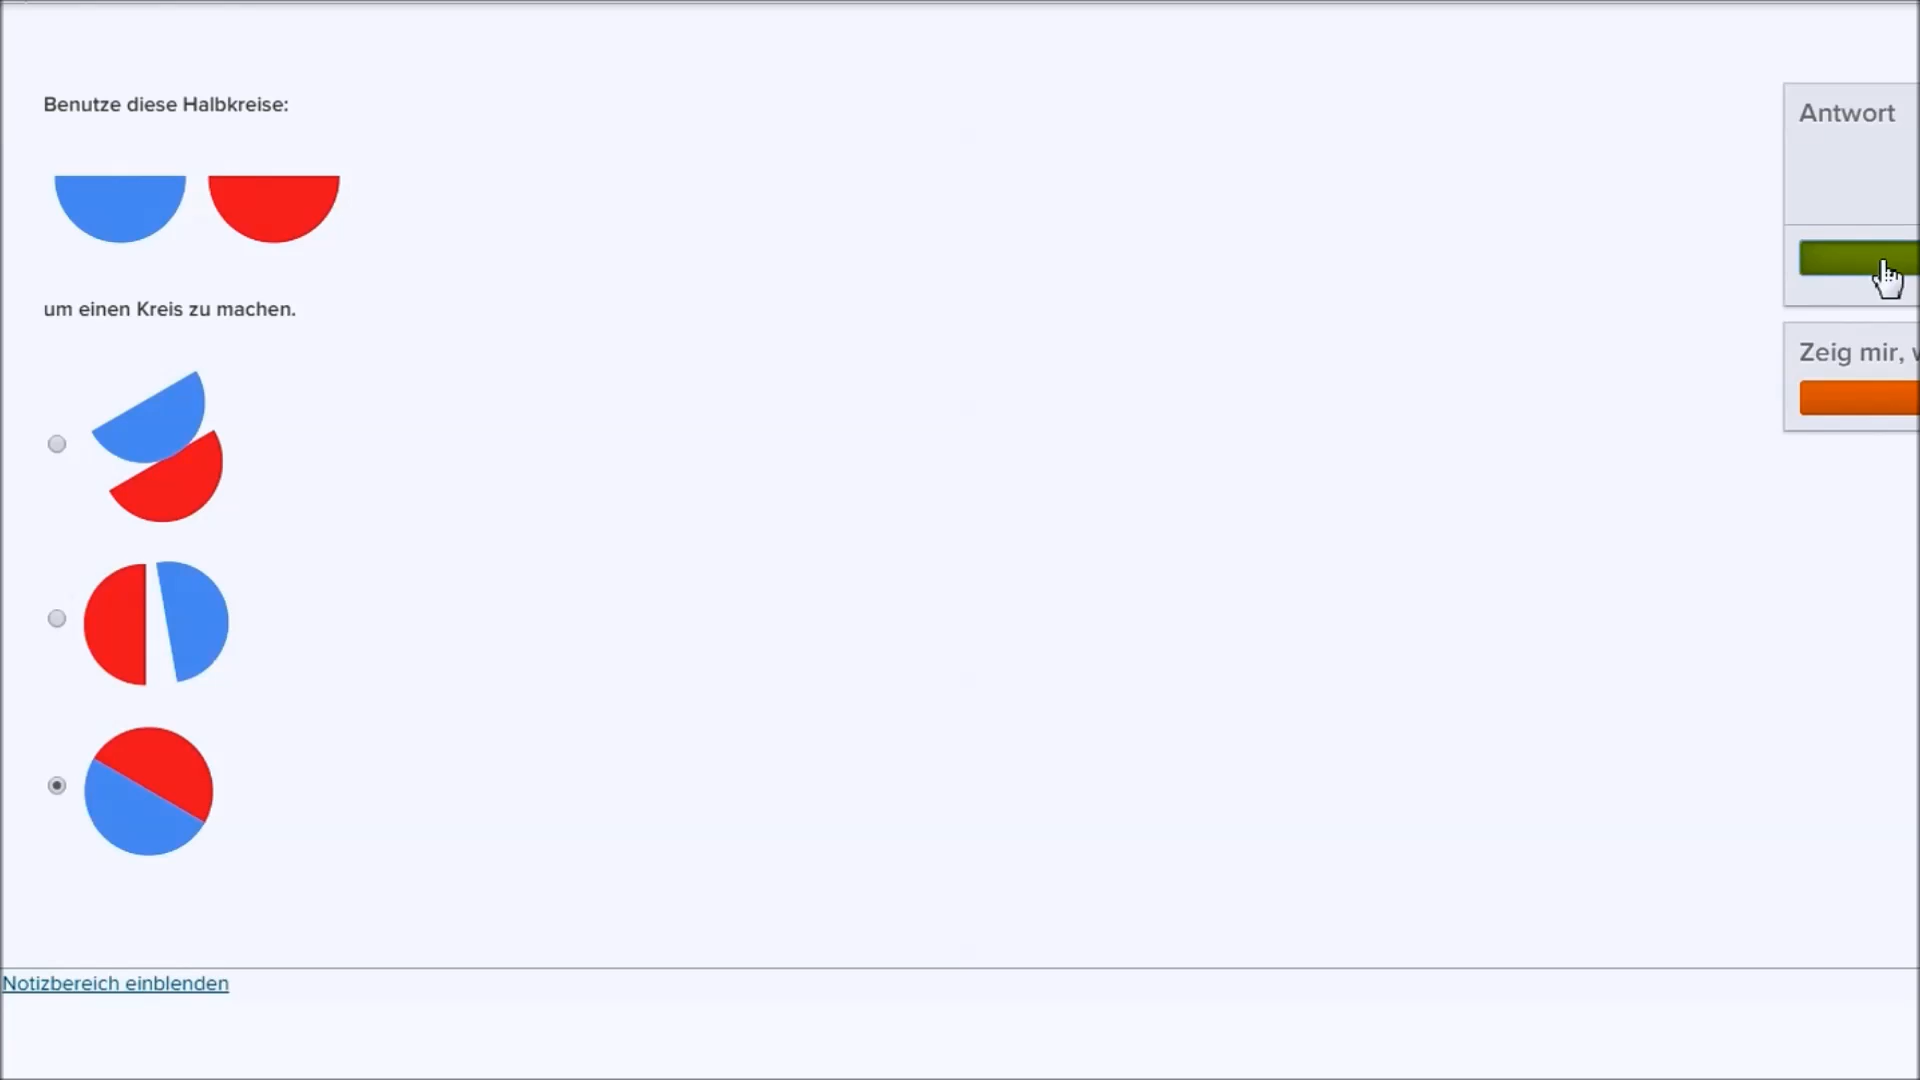 Benutze diese Halbkreise:
Antwort
um einen Kreis zu machen.
Zeig mir,
Notizbereich einblenden